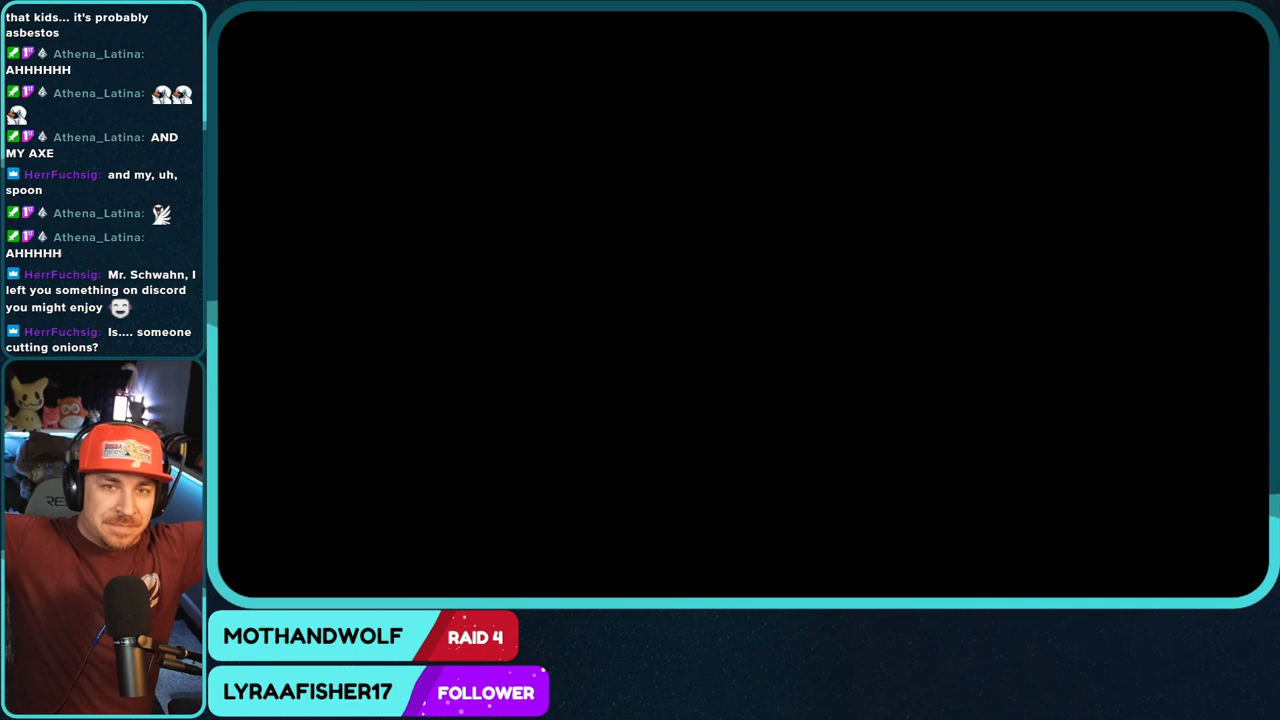 that kids... it's probably
asbestos
Athena_Latina:
AHHHHHH
Athena_Latina:
Athena_Latina: AND
MY AXE
HerrFuchsig: and my, uh,
spoon
Athena_Latina:
Athena_Latina:
AHHHHH
HerrFuchsig: Mr. Schwahn, I
left you something on discord
you might enjoy
HerrFuchsig: Is.... someone
cutting onions?
MOTHANDWOLF RAID 4
LYRAAFISHER17 FOLLOWER